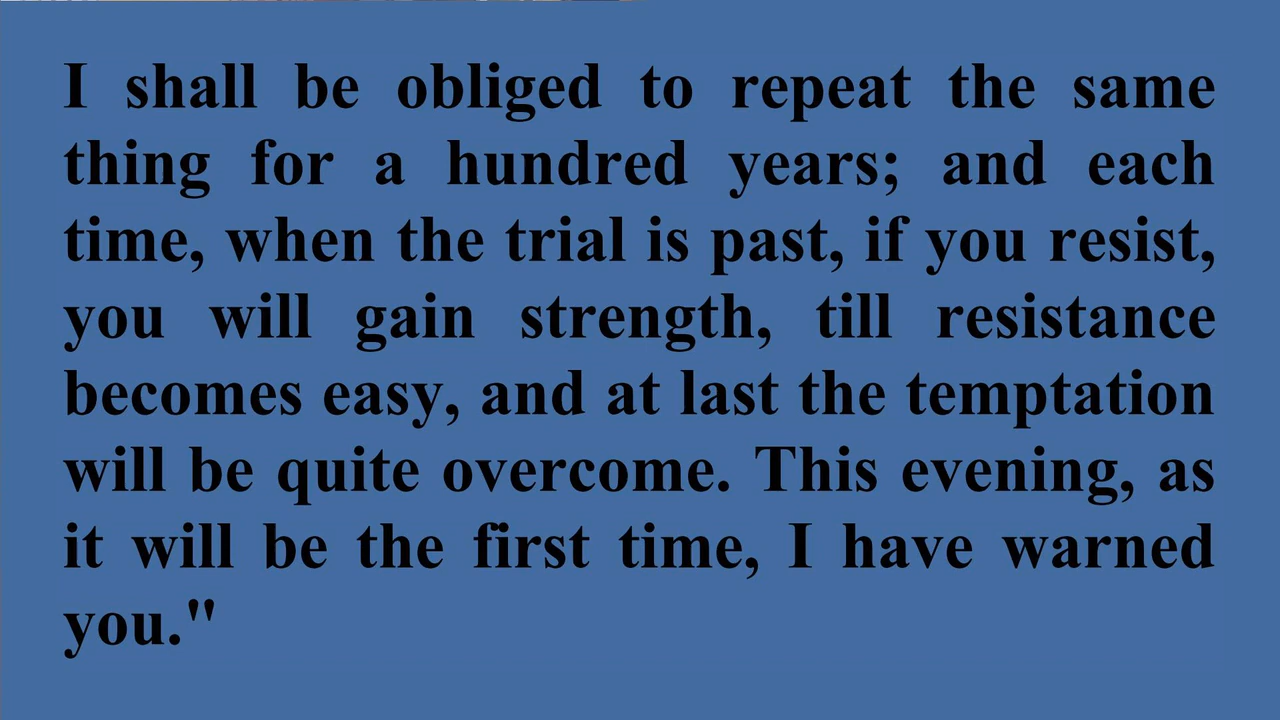 I shall be obliged to repeat the same
thing for a hundred years; and each
time, when the trial is past, if you resist,
you will gain strength, till resistance
becomes easy, and at last the temptation
will be quite overcome. This evening, as
it will be the first time, I have warned
you."